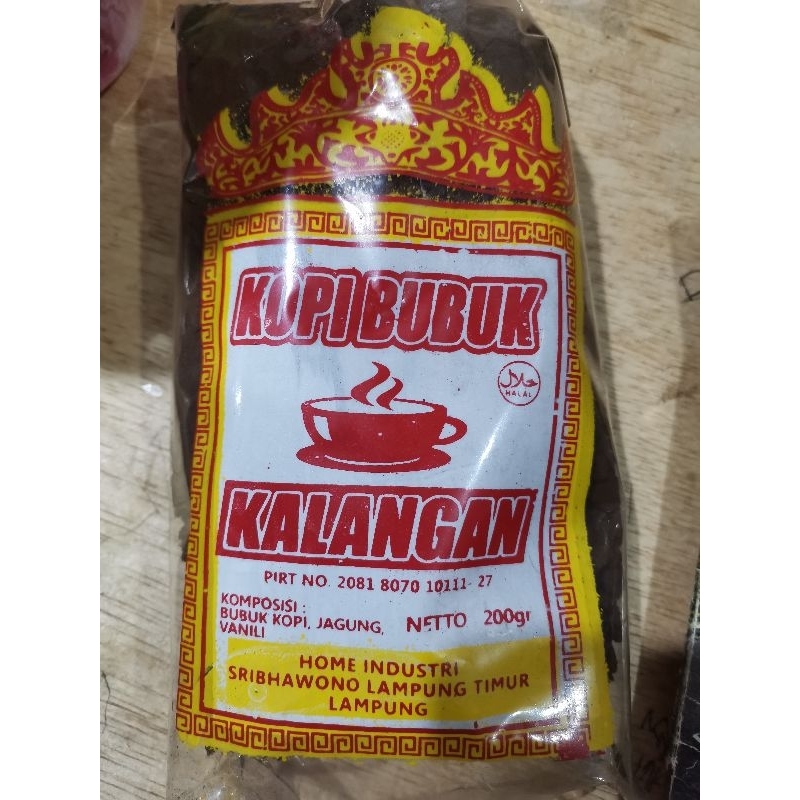 KOPI BUBUK
حلال
HALAL
KALANGAN
PIRT NO. 2081 8070 10111- 27
KOMPOSISI :
BUBUK KOPI, JAGUNG,
VANILI
NETTO 200gr
HOME INDUSTRI
SRIBHAWONO LAMPUNG TIMUR
LAMPUNG